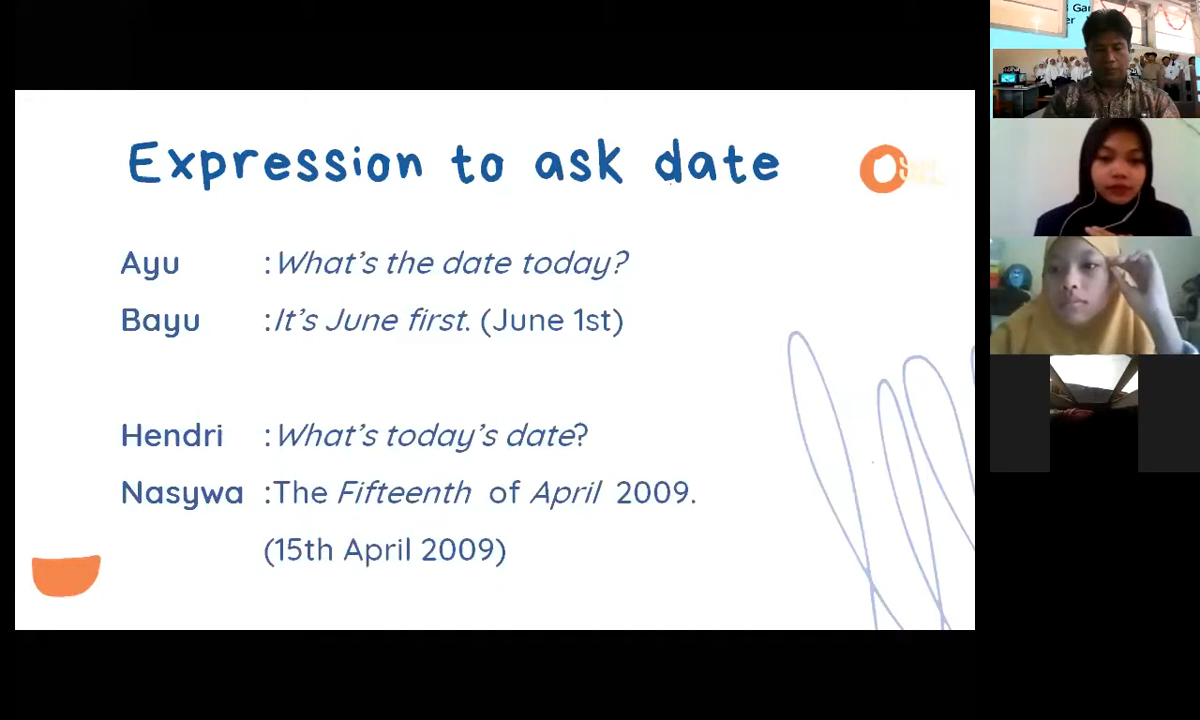 Expression to ask date
Ayu : What's the date today?
Bayu : It's June first. (June 1st)
Hendri : What's today's date?
Nasywa : The Fifteenth of April 2009.
(15th April 2009)